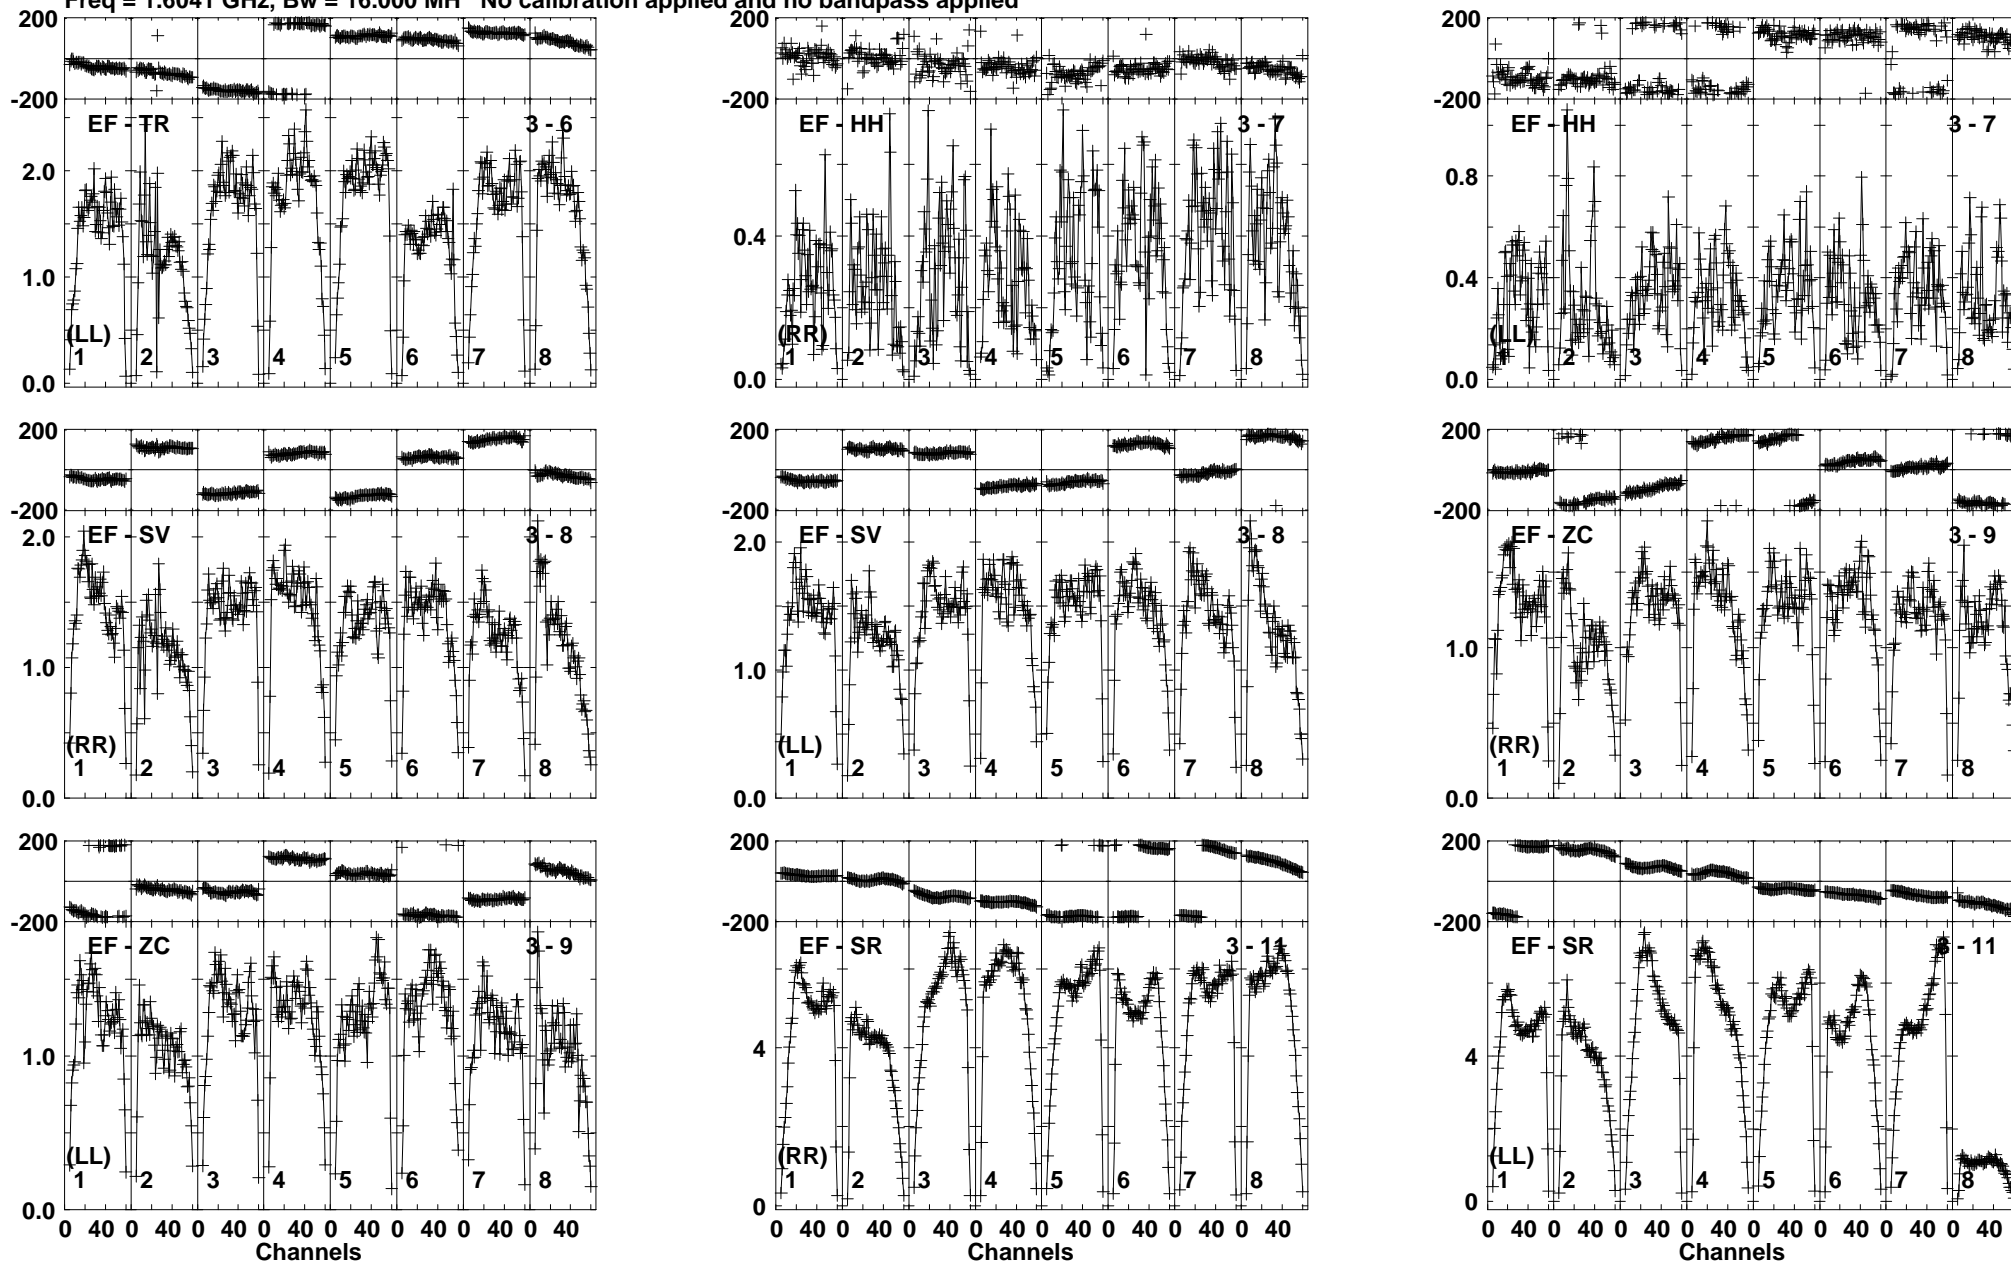 Freq = 1.6041 GHz, Bw = 16.000 MH No calibration applied and no bandpass applied
200
-200
EF - TR 3 - 6
2.0
1.0
0.0
(LL)
1 2 3 4 5 6 7 8
200
-200
EF - HH 3 - 7
0.4
0.0
(RR)
1 2 3 4 5 6 7 8
200
-200
EF - HH 3 - 7
0.8
0.4
0.0
(LL)
1 2 3 4 5 6 7 8
200
-200
EF - SV 3 - 8
2.0
1.0
0.0
(RR)
1 2 3 4 5 6 7 8
200
-200
EF - SV 3 - 8
2.0
1.0
0.0
(LL)
1 2 3 4 5 6 7 8
200
-200
EF - ZC 3 - 9
1.0
0.0
(RR)
1 2 3 4 5 6 7 8
200
-200
EF - ZC 3 - 9
1.0
0.0
(LL)
1 2 3 4 5 6 7 8
0 40 0 40 0 40 0 40 0 40 0 40 0 40 0 40
Channels
200
-200
EF - SR 3 - 11
4
0
(RR)
1 2 3 4 5 6 7 8
0 40 0 40 0 40 0 40 0 40 0 40 0 40 0 40
Channels
200
-200
EF - SR 3 - 11
4
0
(LL)
1 2 3 4 5 6 7 8
0 40 0 40 0 40 0 40 0 40 0 40 0 40 0 40
Channels